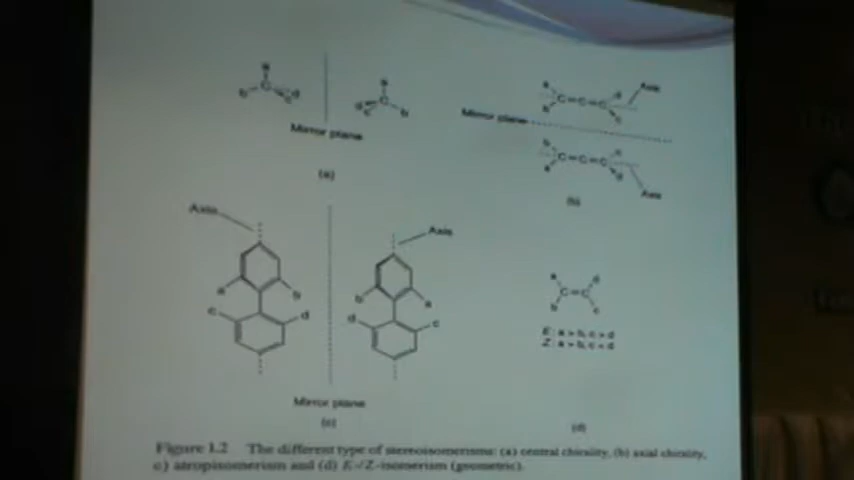 a
b C d
c
a
d C b
c
Mirror plane
(a)
a
b C=C=C d
c
Axis
Mirror plane
b
a C=C=C
d
Axis
(b)
Axis
Axis
a b
c d
b a
d c
Mirror plane
(c)
a d
C=C
b c
E: a > b, c > d
Z: a > b, c < d
(d)
Figure 1.2 The different type of stereoisomerisms: (a) central chirality, (b) axial chirality,
c) atropisomerism and (d) E-/Z-isomerism (geometric).